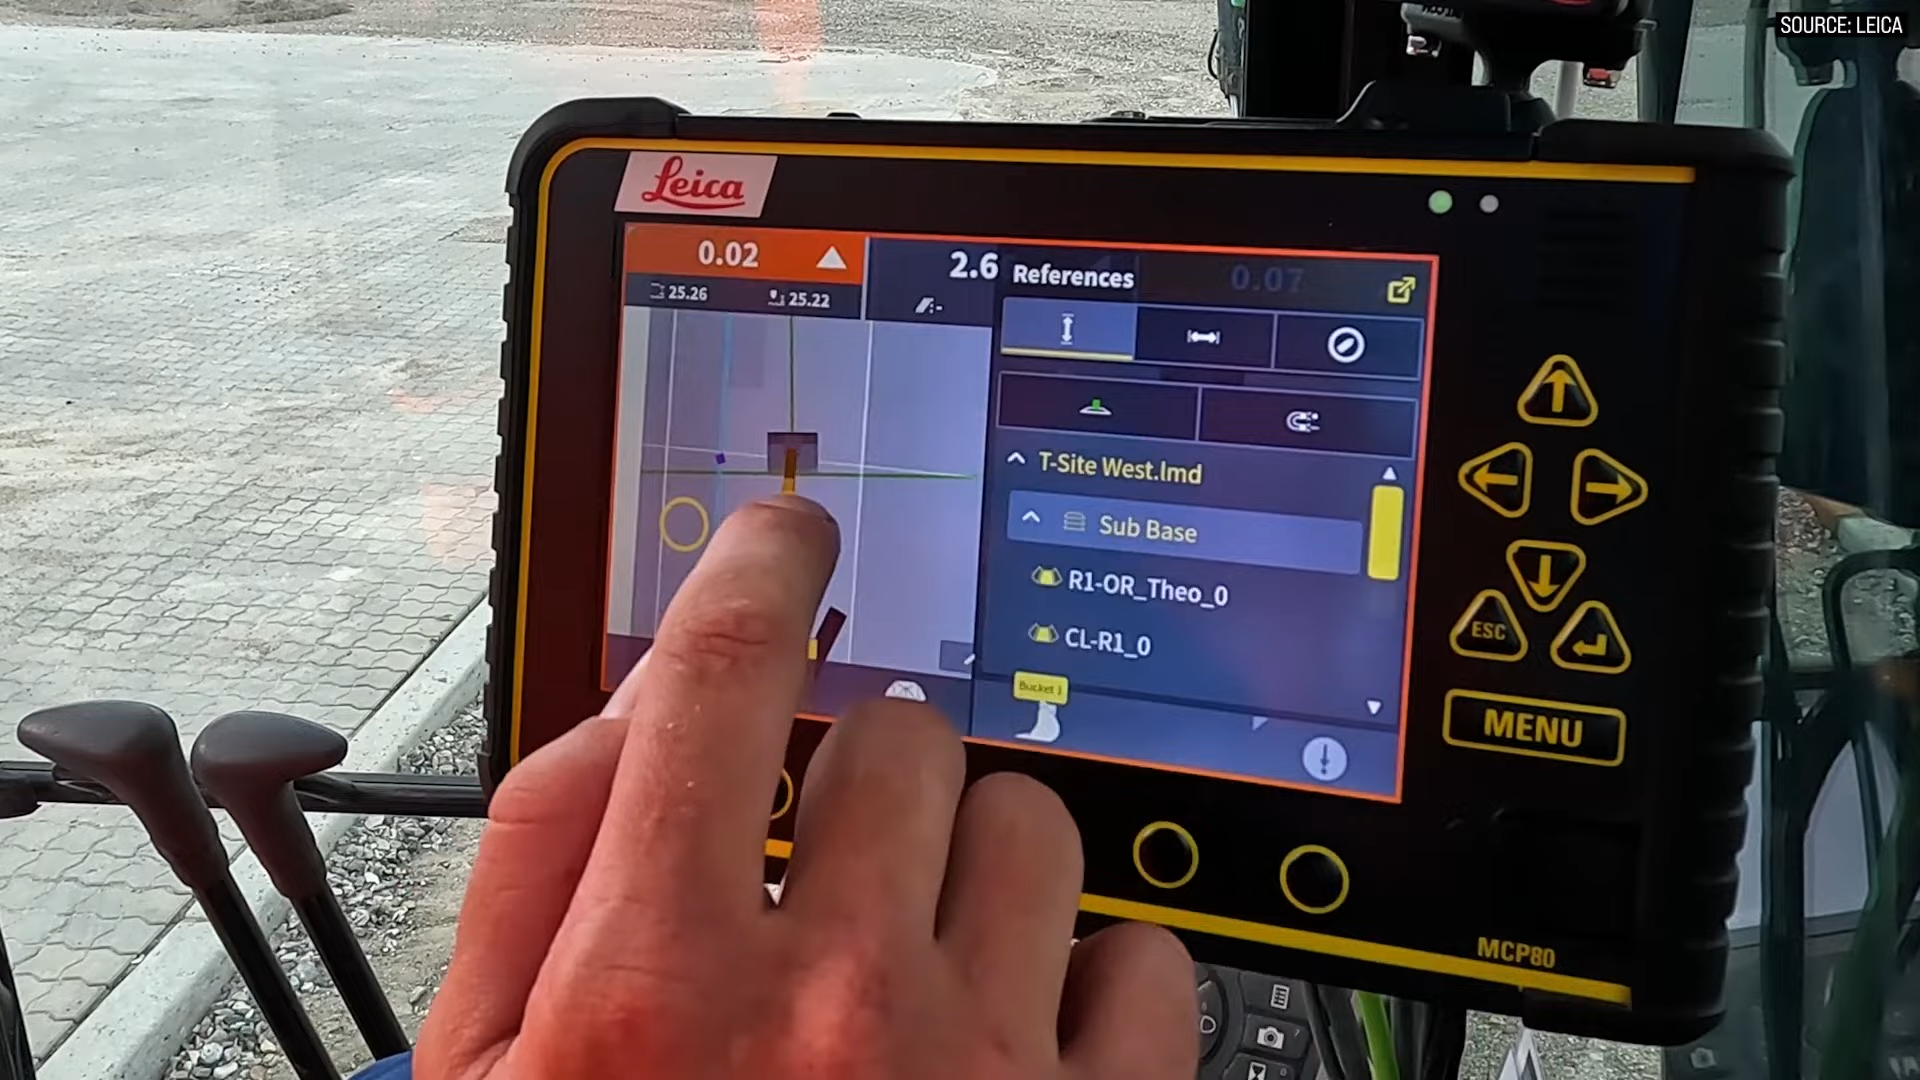 SOURCE: LEICA
Leica
0.02
2.6
References
0.07
25.26
25.22
T-Site West.lmd
Sub Base
R1-OR_Theo_0
CL-R1_0
Bucket 1
ESC
MENU
MCP80